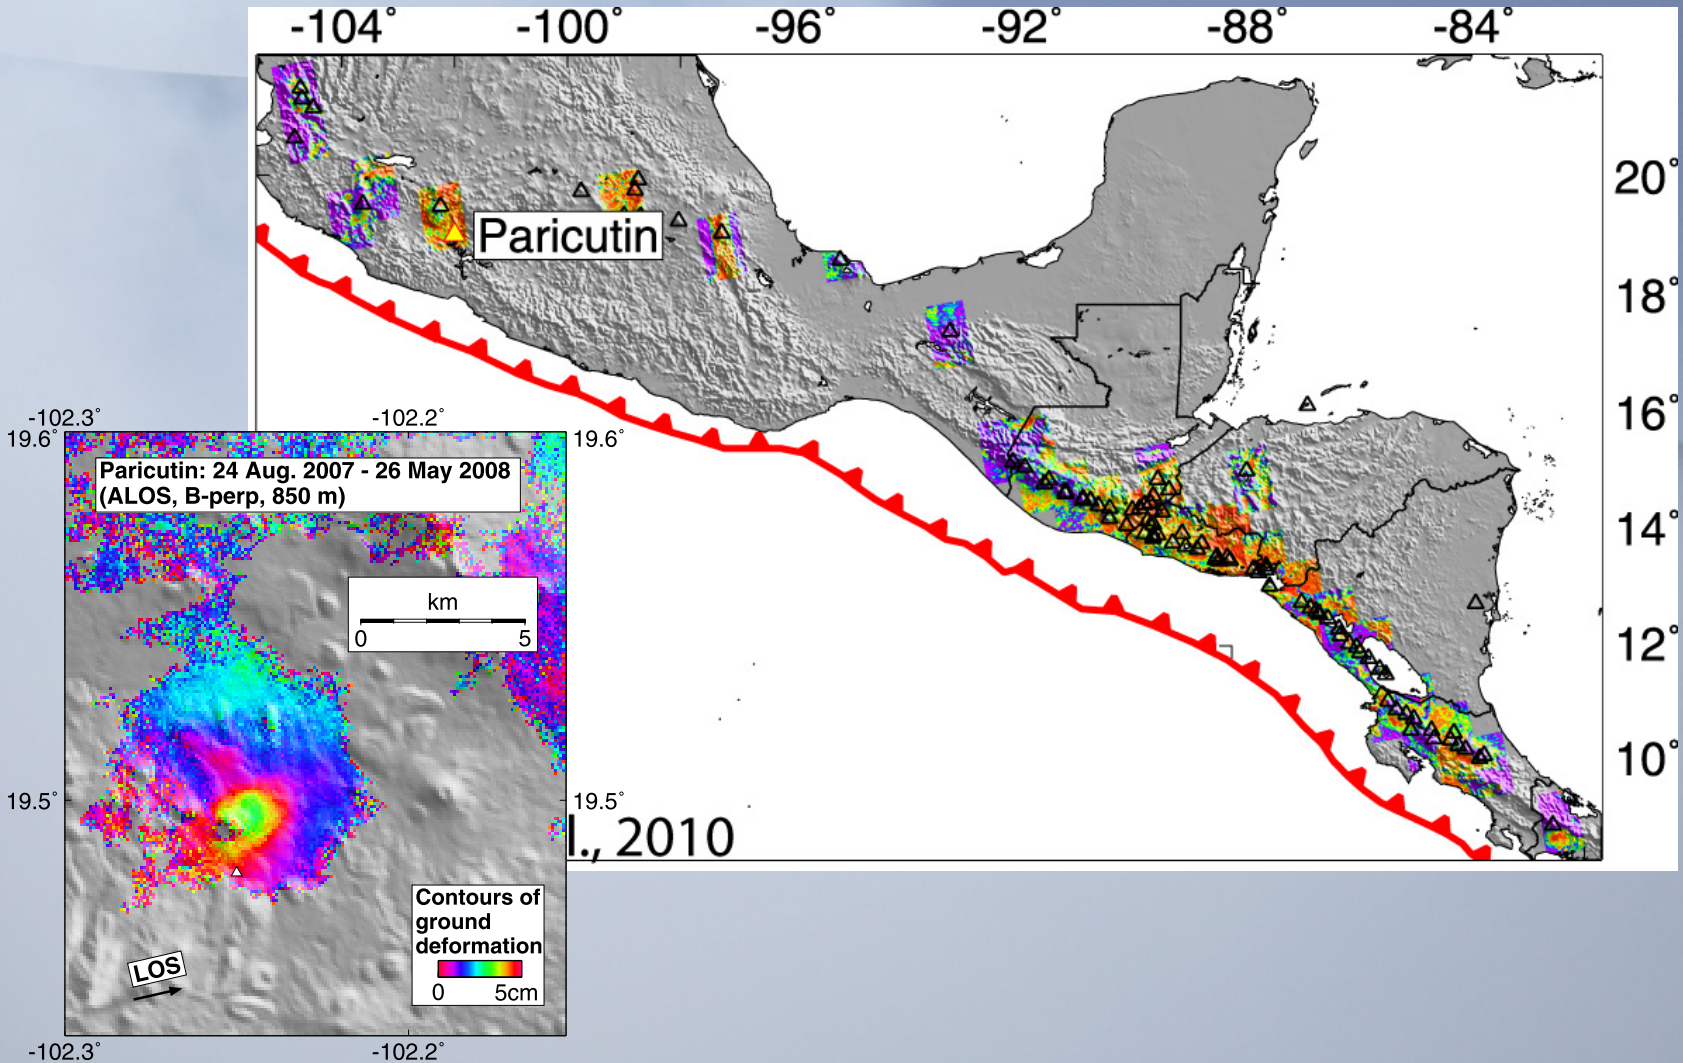 -104° -100° -96° -92° -88° -84°
20°
18°
16°
14°
12°
10°
Paricutin
l., 2010
-102.3° -102.2°
19.6° 19.6°
Paricutin: 24 Aug. 2007 - 26 May 2008
(ALOS, B-perp, 850 m)
km
0 5
19.5° 19.5°
Contours of
ground
deformation
0 5cm
LOS
-102.3° -102.2°